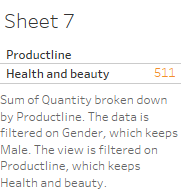 Sheet 7
Productline
Health and beauty 511
Sum of Quantity broken down
by Productline. The data is
filtered on Gender, which keeps
Male. The view is filtered on
Productline, which keeps
Health and beauty.